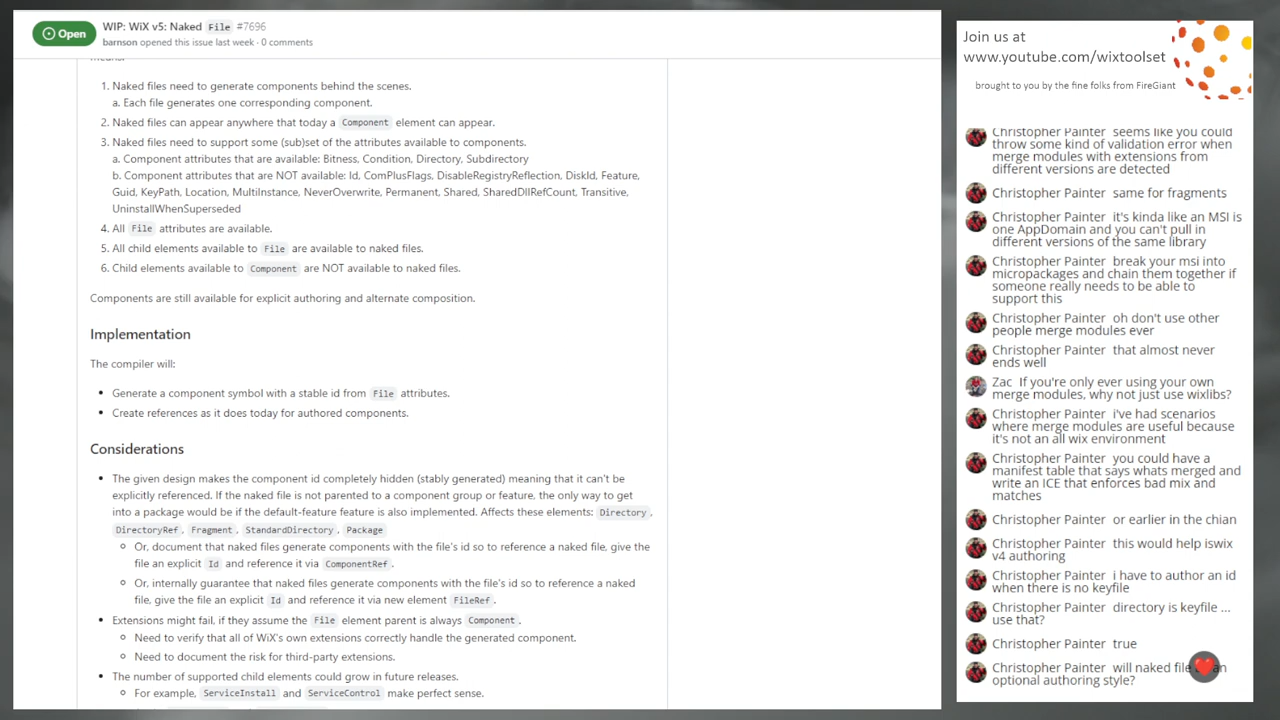 Open
WIP: WiX v5: Naked File #7696
barnson opened this issue last week · 0 comments
1. Naked files need to generate components behind the scenes.
a. Each file generates one corresponding component.
2. Naked files can appear anywhere that today a Component element can appear.
3. Naked files need to support some (sub)set of the attributes available to components.
a. Component attributes that are available: Bitness, Condition, Directory, Subdirectory
b. Component attributes that are NOT available: Id, ComPlusFlags, DisableRegistryReflection, DiskId, Feature,
Guid, KeyPath, Location, MultiInstance, NeverOverwrite, Permanent, Shared, SharedDllRefCount, Transitive,
UninstallWhenSuperseded
4. All File attributes are available.
5. All child elements available to File are available to naked files.
6. Child elements available to Component are NOT available to naked files.
Components are still available for explicit authoring and alternate composition.
Implementation
The compiler will:
• Generate a component symbol with a stable id from File attributes.
• Create references as it does today for authored components.
Considerations
• The given design makes the component id completely hidden (stably generated) meaning that it can't be
explicitly referenced. If the naked file is not parented to a component group or feature, the only way to get
into a package would be if the default-feature feature is also implemented. Affects these elements: Directory,
DirectoryRef, Fragment, StandardDirectory, Package
○ Or, document that naked files generate components with the file's id so to reference a naked file, give the
file an explicit Id and reference it via ComponentRef.
○ Or, internally guarantee that naked files generate components with the file's id so to reference a naked
file, give the file an explicit Id and reference it via new element FileRef.
• Extensions might fail, if they assume the File element parent is always Component.
○ Need to verify that all of WiX's own extensions correctly handle the generated component.
○ Need to document the risk for third-party extensions.
• The number of supported child elements could grow in future releases.
○ For example, ServiceInstall and ServiceControl make perfect sense.
Join us at
www.youtube.com/wixtoolset
brought to you by the fine folks from FireGiant
Christopher Painter seems like you could
throw some kind of validation error when
merge modules with extensions from
different versions are detected
Christopher Painter same for fragments
Christopher Painter it's kinda like an MSI is
one AppDomain and you can't pull in
different versions of the same library
Christopher Painter break your msi into
micropackages and chain them together if
someone really needs to be able to
support this
Christopher Painter oh don't use other
people merge modules ever
Christopher Painter that almost never
ends well
Zac If you're only ever using your own
merge modules, why not just use wixlibs?
Christopher Painter i've had scenarios
where merge modules are useful because
it's not an all wix environment
Christopher Painter you could have a
manifest table that says whats merged and
write an ICE that enforces bad mix and
matches
Christopher Painter or earlier in the chian
Christopher Painter this would help iswix
v4 authoring
Christopher Painter i have to author an id
when there is no keyfile
Christopher Painter directory is keyfile ...
use that?
Christopher Painter true
Christopher Painter will naked file
optional authoring style?